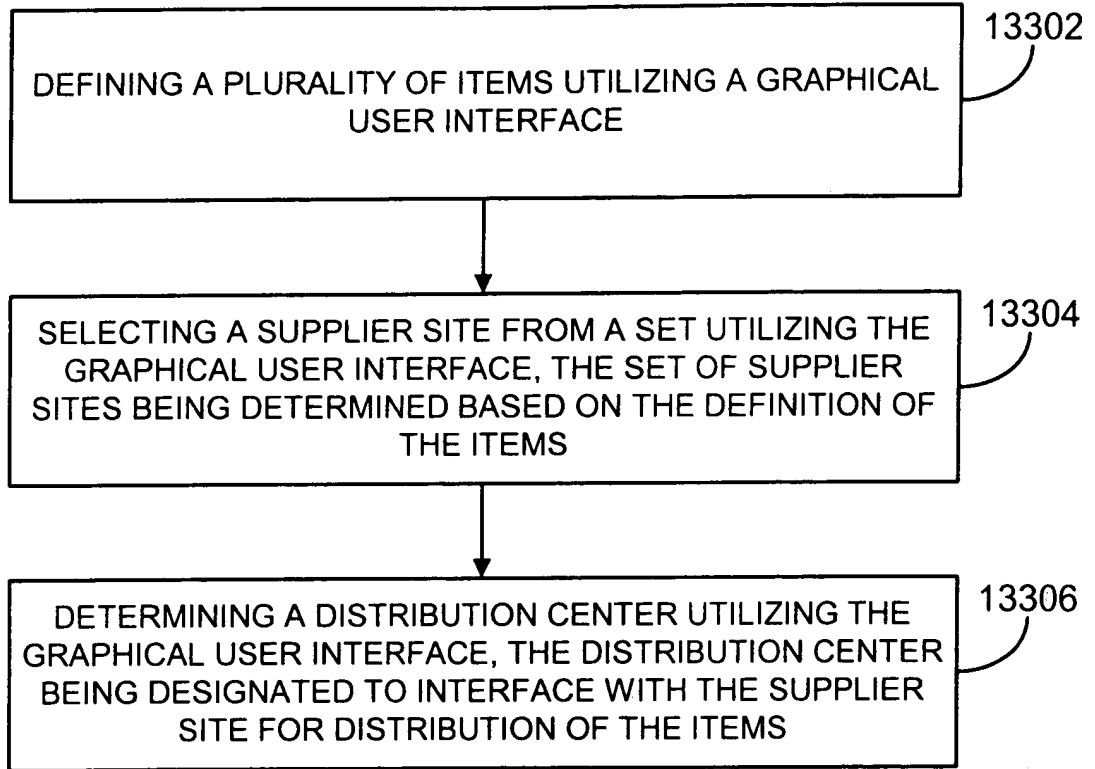 13302
DEFINING A PLURALITY OF ITEMS UTILIZING A GRAPHICAL
USER INTERFACE
13304
SELECTING A SUPPLIER SITE FROM A SET UTILIZING THE
GRAPHICAL USER INTERFACE, THE SET OF SUPPLIER
SITES BEING DETERMINED BASED ON THE DEFINITION OF
THE ITEMS
13306
DETERMINING A DISTRIBUTION CENTER UTILIZING THE
GRAPHICAL USER INTERFACE, THE DISTRIBUTION CENTER
BEING DESIGNATED TO INTERFACE WITH THE SUPPLIER
SITE FOR DISTRIBUTION OF THE ITEMS